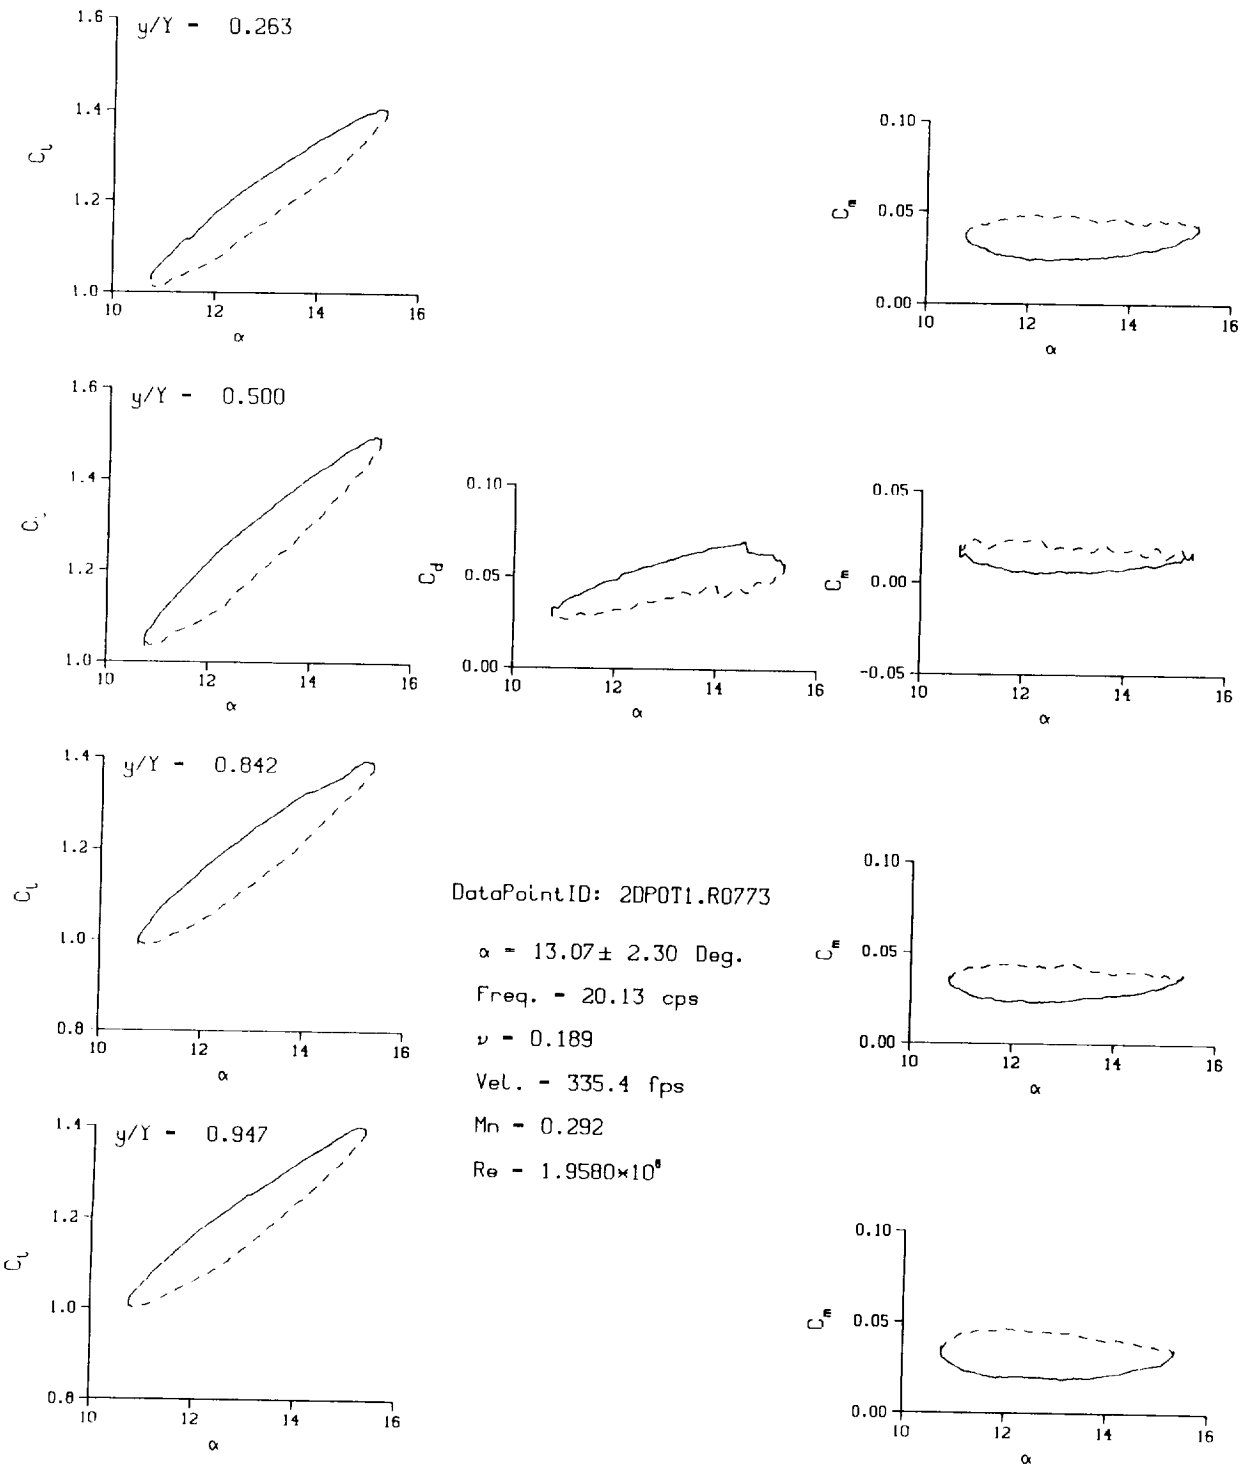 y/Y - 0.263
1.6
1.4
1.2
1.0
C_l
10 12 14 16
α
0.10
0.05
0.00
C_m
10 12 14 16
α
y/Y - 0.500
1.6
1.4
1.2
1.0
10 12 14 16
α
0.10
0.05
0.00
C_d
10 12 14 16
α
0.05
0.00
-0.05
C_m
10 12 14 16
α
y/Y - 0.842
1.4
1.2
1.0
0.8
C_l
10 12 14 16
α
DataPointID: 2DPOT1.R0773
α - 13.07± 2.30 Deg.
Freq. - 20.13 cps
ν - 0.189
Vel. - 335.4 fps
Mn - 0.292
Re - 1.9580×10⁶
0.10
0.05
0.00
C_m
10 12 14 16
α
y/Y - 0.947
1.4
1.2
1.0
0.8
C_l
10 12 14 16
α
0.10
0.05
0.00
C_m
10 12 14 16
α